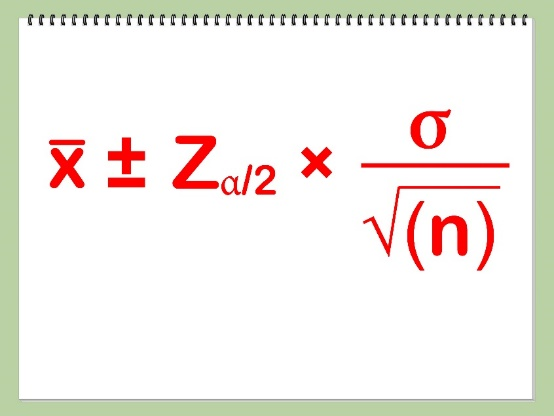 x̄ ± Zα/2 × σ/√(n)